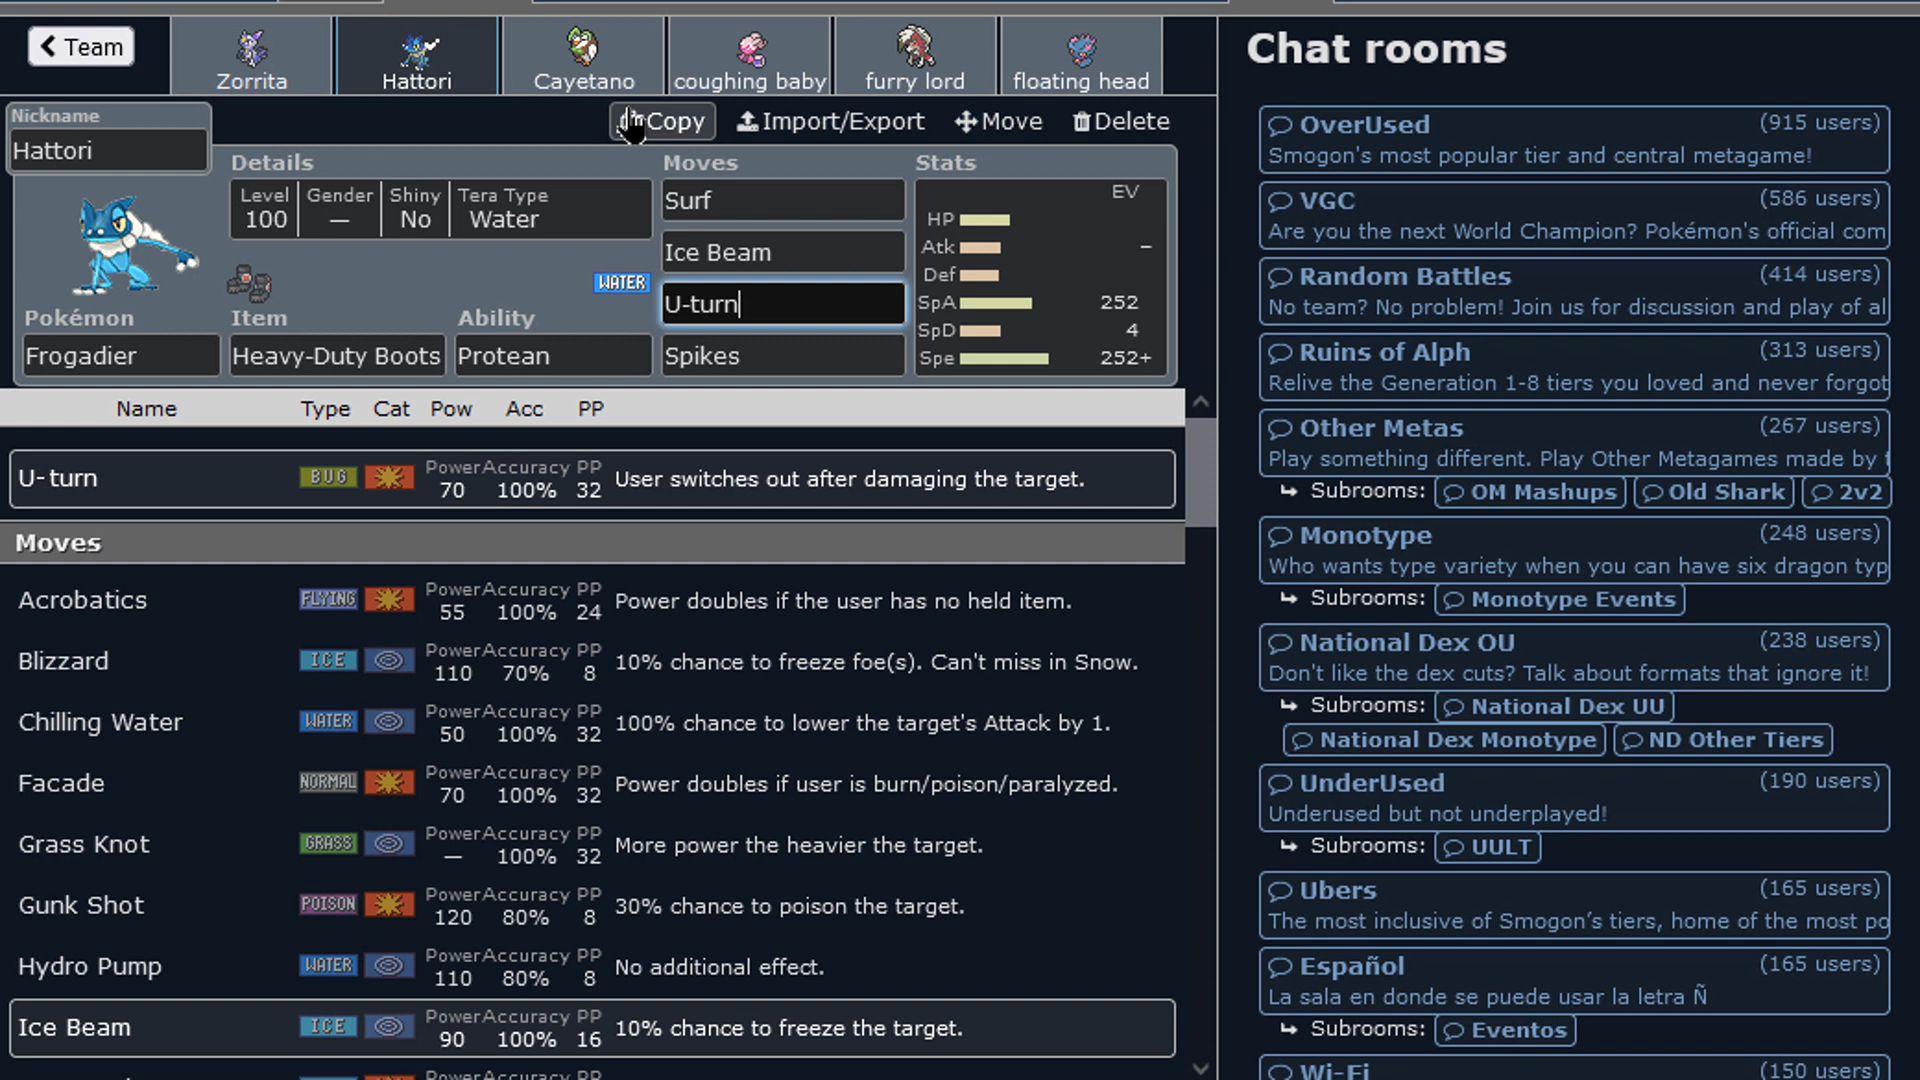 Team
Zorrita
Hattori
Cayetano
coughing baby
furry lord
floating head
Copy
Import/Export
Move
Delete
Nickname
Hattori
Details
Level Gender Shiny Tera Type
100 — No Water
WATER
Pokémon
Frogadier
Item
Heavy-Duty Boots
Ability
Protean
Moves
Surf
Ice Beam
U-turn
Spikes
Stats
EV
HP
Atk –
Def
SpA 252
SpD 4
Spe 252+
Name Type Cat Pow Acc PP
U-turn BUG Power 70 Accuracy 100% PP 32 User switches out after damaging the target.
Moves
Acrobatics FLYING Power 55 Accuracy 100% PP 24 Power doubles if the user has no held item.
Blizzard ICE Power 110 Accuracy 70% PP 8 10% chance to freeze foe(s). Can't miss in Snow.
Chilling Water WATER Power 50 Accuracy 100% PP 32 100% chance to lower the target's Attack by 1.
Facade NORMAL Power 70 Accuracy 100% PP 32 Power doubles if user is burn/poison/paralyzed.
Grass Knot GRASS Power — Accuracy 100% PP 32 More power the heavier the target.
Gunk Shot POISON Power 120 Accuracy 80% PP 8 30% chance to poison the target.
Hydro Pump WATER Power 110 Accuracy 80% PP 8 No additional effect.
Ice Beam ICE Power 90 Accuracy 100% PP 16 10% chance to freeze the target.
Power Accuracy PP
Chat rooms
OverUsed (915 users)
Smogon's most popular tier and central metagame!
VGC (586 users)
Are you the next World Champion? Pokémon's official com
Random Battles (414 users)
No team? No problem! Join us for discussion and play of al
Ruins of Alph (313 users)
Relive the Generation 1-8 tiers you loved and never forgot
Other Metas (267 users)
Play something different. Play Other Metagames made by
Subrooms: OM Mashups Old Shark 2v2
Monotype (248 users)
Who wants type variety when you can have six dragon typ
Subrooms: Monotype Events
National Dex OU (238 users)
Don't like the dex cuts? Talk about formats that ignore it!
Subrooms: National Dex UU
National Dex Monotype ND Other Tiers
UnderUsed (190 users)
Underused but not underplayed!
Subrooms: UULT
Ubers (165 users)
The most inclusive of Smogon’s tiers, home of the most po
Español (165 users)
La sala en donde se puede usar la letra Ñ
Subrooms: Eventos
Wi-Fi (150 users)